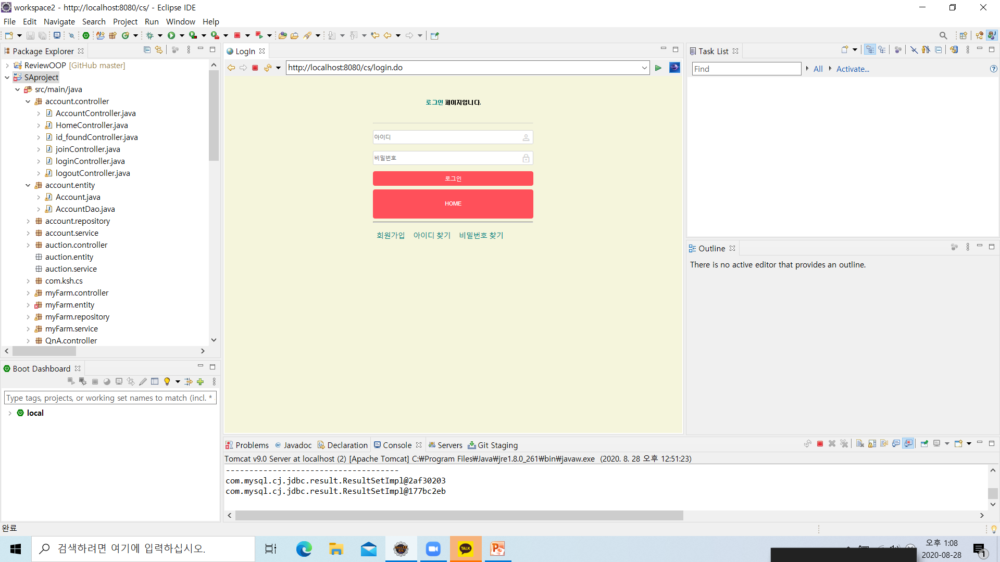 workspace2 - http://localhost:8080/cs/ - Eclipse IDE
File Edit Navigate Search Project Run Window Help
Package Explorer
ReviewOOP [GitHub master]
SAproject
src/main/java
account.controller
AccountController.java
HomeController.java
id_foundController.java
joinController.java
loginController.java
logoutController.java
account.entity
Account.java
AccountDao.java
account.repository
account.service
auction.controller
auction.entity
auction.service
com.ksh.cs
myFarm.controller
myFarm.entity
myFarm.repository
myFarm.service
QnA.controller
Boot Dashboard
Type tags, projects, or working set names to match (incl. *
local
LogIn
http://localhost:8080/cs/login.do
로그인 페이지입니다.
아이디
비밀번호
로그인
HOME
회원가입 아이디 찾기 비밀번호 찾기
Task List
Find All Activate...
Outline
There is no active editor that provides an outline.
Problems Javadoc Declaration Console Servers Git Staging
Tomcat v9.0 Server at localhost (2) [Apache Tomcat] C:₩Program Files₩Java₩jre1.8.0_261₩bin₩javaw.exe (2020. 8. 28 오후 12:51:23)
-------------------------------------
com.mysql.cj.jdbc.result.ResultSetImpl@2af30203
com.mysql.cj.jdbc.result.ResultSetImpl@177bc2eb
완료
검색하려면 여기에 입력하십시오.
TALK
오후 1:08
2020-08-28
1